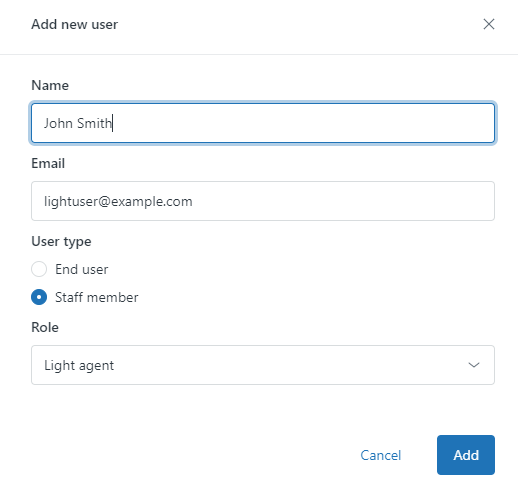 Add new user
Name
John Smith
Email
lightuser@example.com
User type
End user
Staff member
Role
Light agent
Cancel
Add